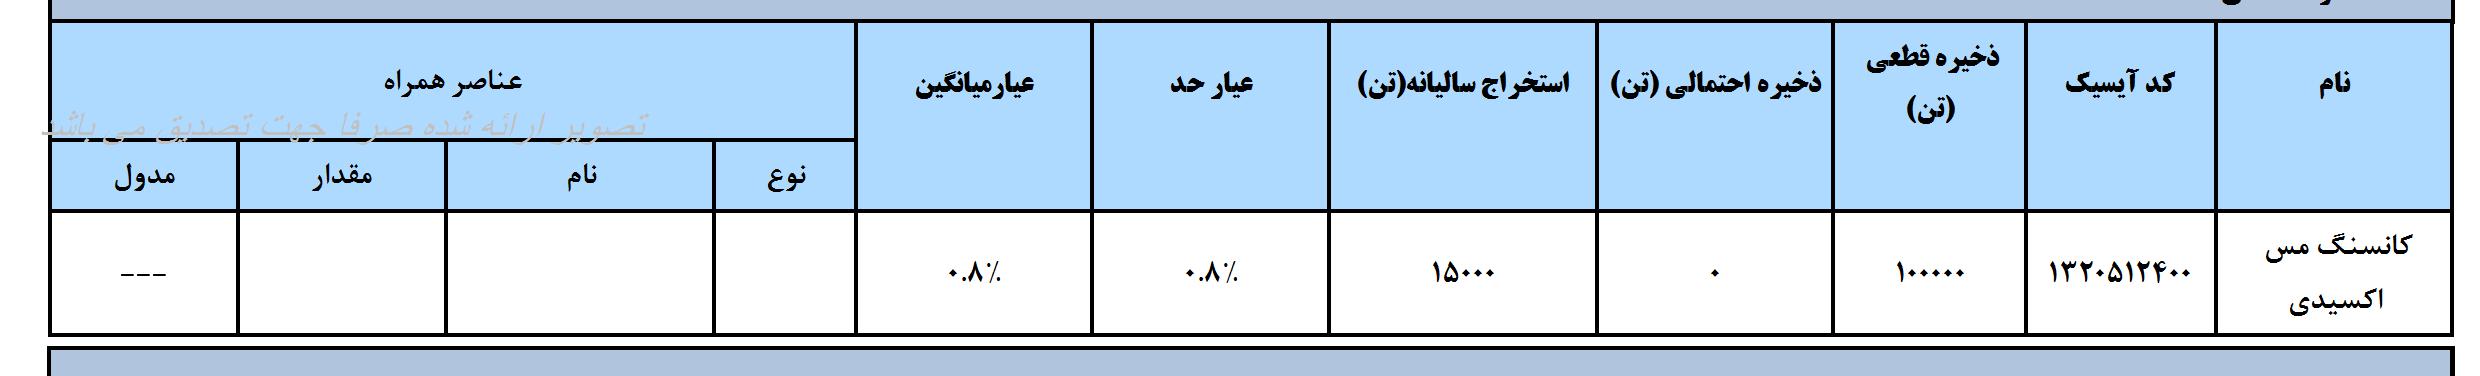 نام
کد آیسیک
ذخیره قطعی
(تن)
ذخیره احتمالی (تن)
استخراج سالیانه(تن)
عیار حد
عیارمیانگین
عناصر همراه
تصویر ارائه شده صرفا جهت تصدیق می باشد
نوع
نام
مقدار
مدول
کانسنگ مس
اکسیدی
۱۳۲۰۵۱۲۴۰۰
۱۰۰۰۰۰
۰
۱۵۰۰۰
۰.۸٪
۰.۸٪
---